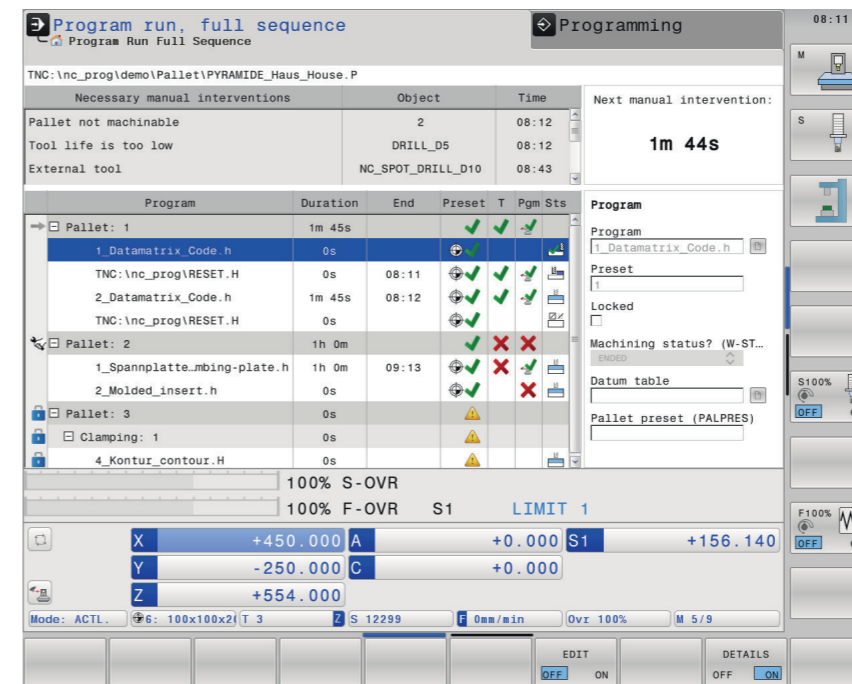 Program run, full sequence
Programming
08:11
Program Run Full Sequence
TNC:\nc_prog\demo\Pallet\PYRAMIDE_Haus_House.P
Necessary manual interventions Object Time
Pallet not machinable 2 08:12
Tool life is too low DRILL_D5 08:12
External tool NC_SPOT_DRILL_D10 08:43
Next manual intervention:
1m 44s
M
S
Program Duration End Preset T Pgm Sts
Pallet: 1 1m 45s
1_Datamatrix_Code.h 0s
TNC:\nc_prog\RESET.H 0s 08:11
2_Datamatrix_Code.h 1m 45s 08:12
TNC:\nc_prog\RESET.H 0s
Pallet: 2 1h 0m
1_Spannplatte…mbing-plate.h 1h 0m 09:13
2_Molded_insert.h 0s
Pallet: 3 0s
Clamping: 1 0s
4_Kontur_contour.H 0s
Program
Program
1_Datamatrix_Code.h
Preset
1
Locked
Machining status? (W-ST…
ENDED
Datum table
Pallet preset (PALPRES)
S100%
OFF
F100%
OFF
100% S-OVR
100% F-OVR S1 LIMIT 1
X +450.000 A +0.000 S1 +156.140
Y -250.000 C +0.000
Z +554.000
Mode: ACTL. 6: 100x100x20 T 3 Z S 12299 F 0mm/min Ovr 100% M 5/9
EDIT
OFF ON
DETAILS
OFF ON